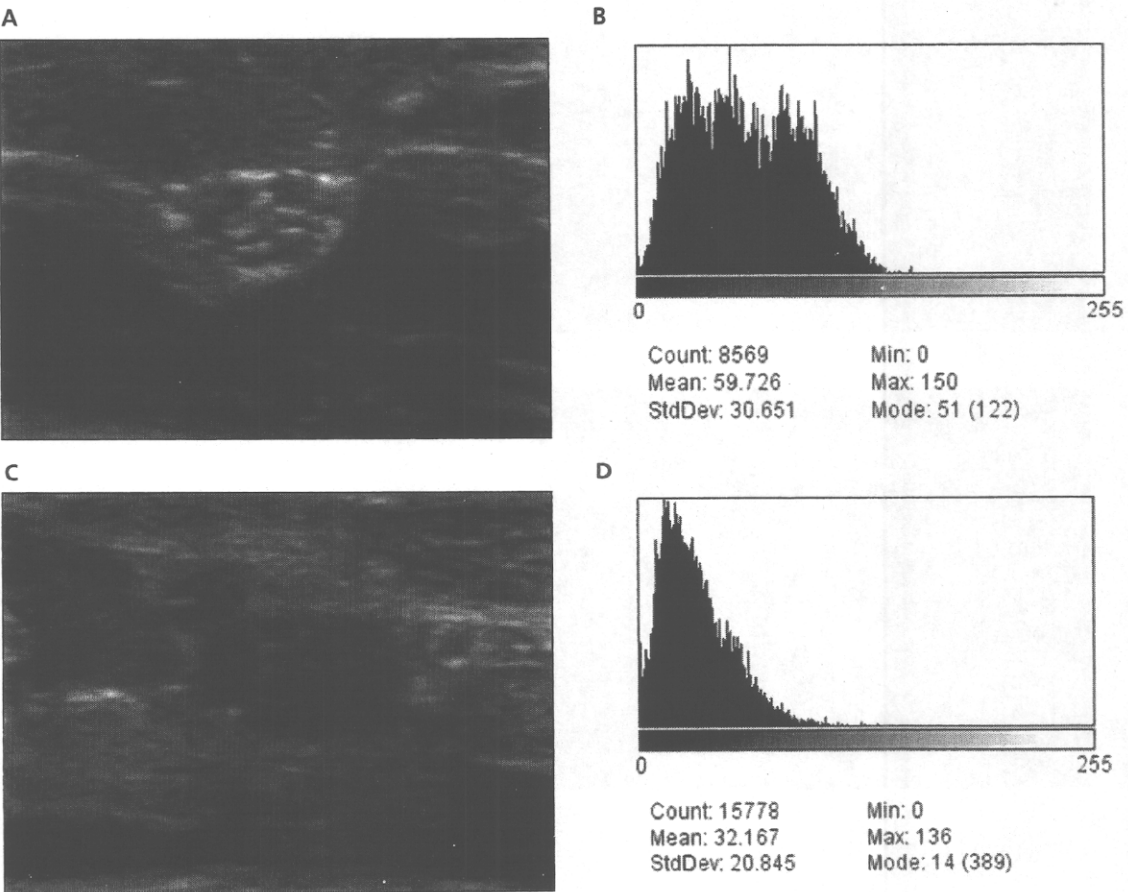 A
B
0 255
Count: 8569 Min: 0
Mean: 59.726 Max: 150
StdDev: 30.651 Mode: 51 (122)
C
D
0 255
Count: 15778 Min: 0
Mean: 32.167 Max: 136
StdDev: 20.845 Mode: 14 (389)